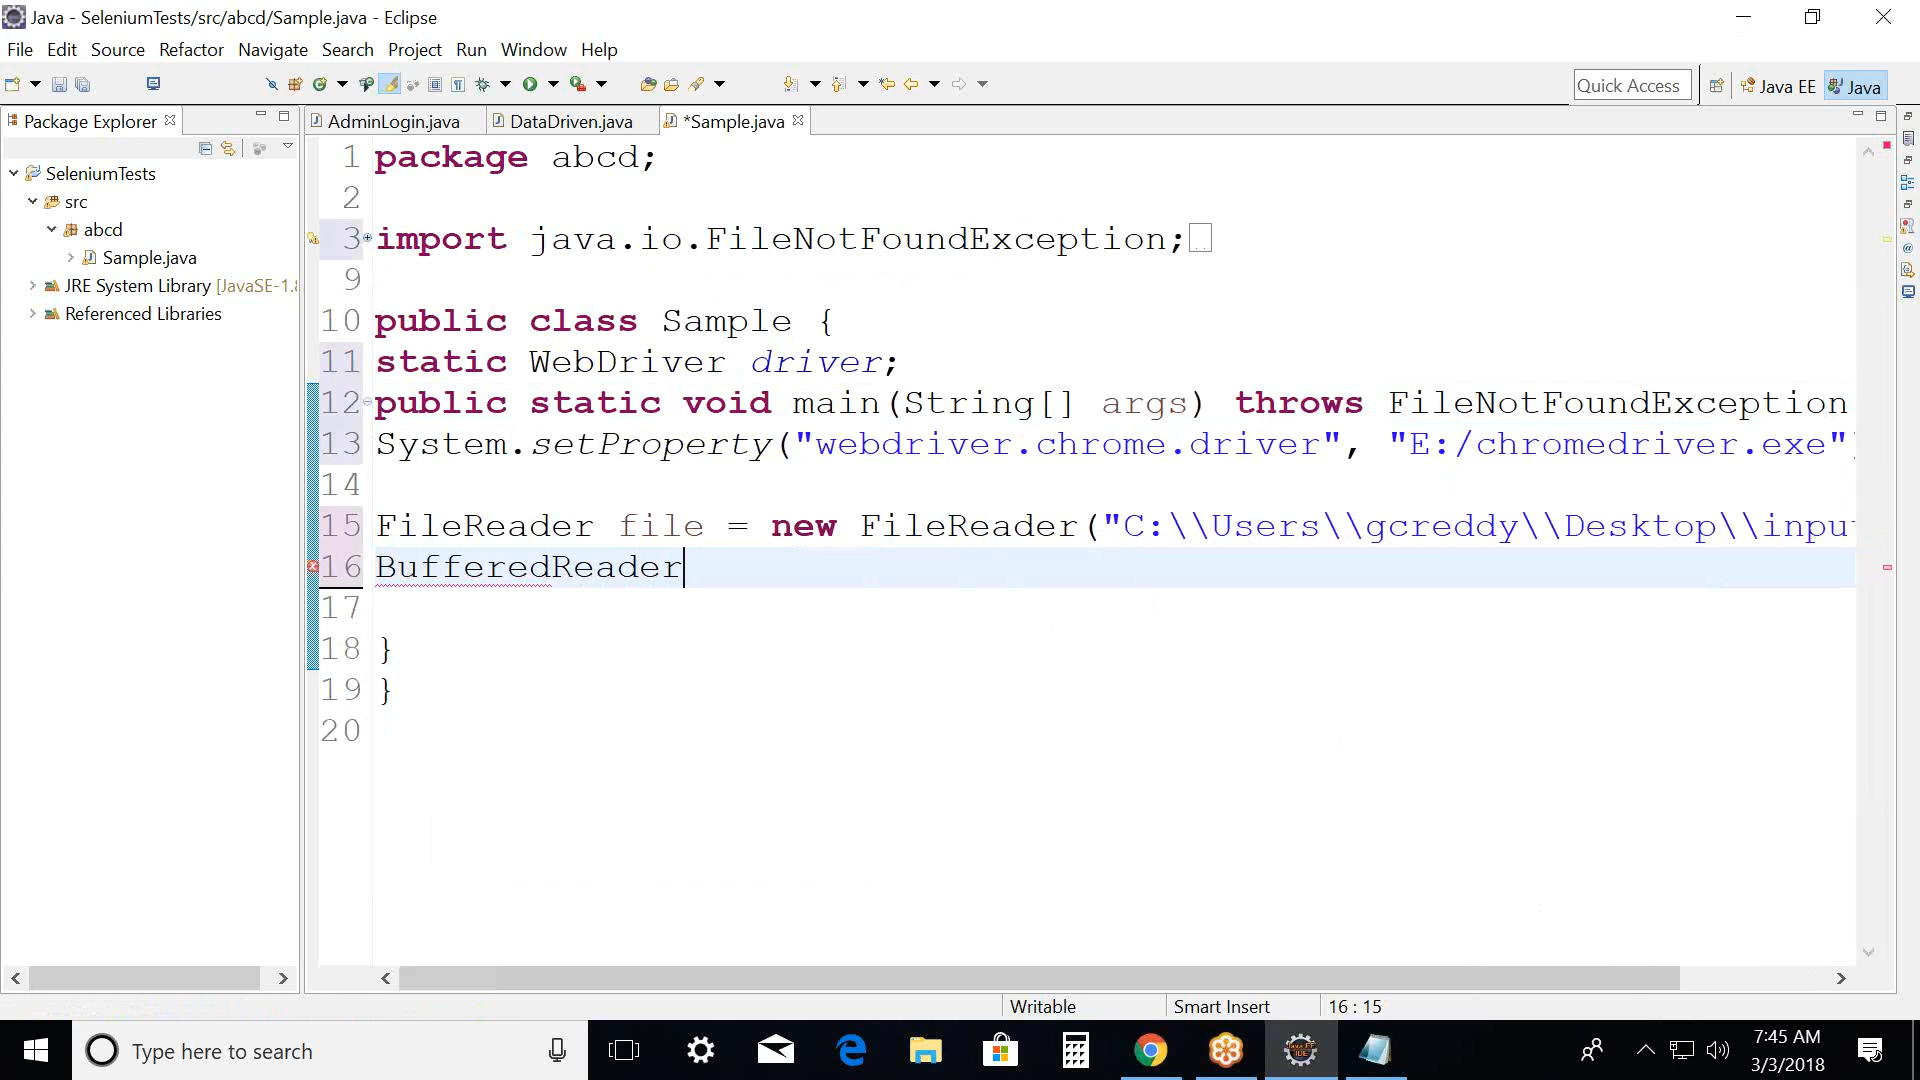 Java - SeleniumTests/src/abcd/Sample.java - Eclipse
File Edit Source Refactor Navigate Search Project Run Window Help
Quick Access Java EE Java
Package Explorer AdminLogin.java DataDriven.java *Sample.java
SeleniumTests
src
abcd
Sample.java
JRE System Library [JavaSE-1.8
Referenced Libraries
1 package abcd;
2
3 import java.io.FileNotFoundException;
9
10 public class Sample {
11 static WebDriver driver;
12 public static void main(String[] args) throws FileNotFoundException
13 System.setProperty("webdriver.chrome.driver", "E:/chromedriver.exe")
14
15 FileReader file = new FileReader("C:\\Users\\gcreddy\\Desktop\\inpu
16 BufferedReader
17
18 }
19 }
20
Writable Smart Insert 16 : 15
Type here to search
7:45 AM
3/3/2018